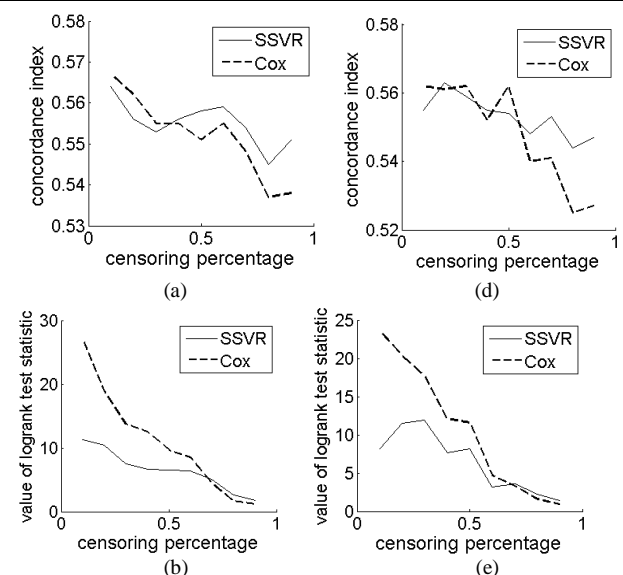 0.58
0.57
0.56
0.55
0.54
0.53
concordance index
SSVR
Cox
0
0.5
1
censoring percentage
(a)
0.58
0.56
0.54
0.52
concordance index
SSVR
Cox
0
0.5
1
censoring percentage
(d)
30
20
10
0
value of logrank test statistic
SSVR
Cox
0
0.5
1
censoring percentage
(b)
25
20
15
10
5
0
value of logrank test statistic
SSVR
Cox
0
0.5
1
censoring percentage
(e)